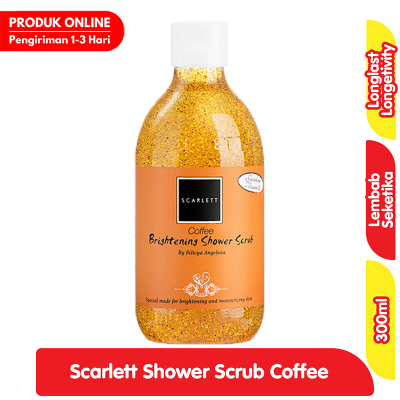 PRODUK ONLINE
Pengiriman 1-3 Hari
Longlast
Longetivity
Lembab
Seketika
300ml
SCARLETT
Coffee
Brightening Shower Scrub
By Felicya Angelista
Special made for brightening and moisturizing skin
Scarlett Shower Scrub Coffee